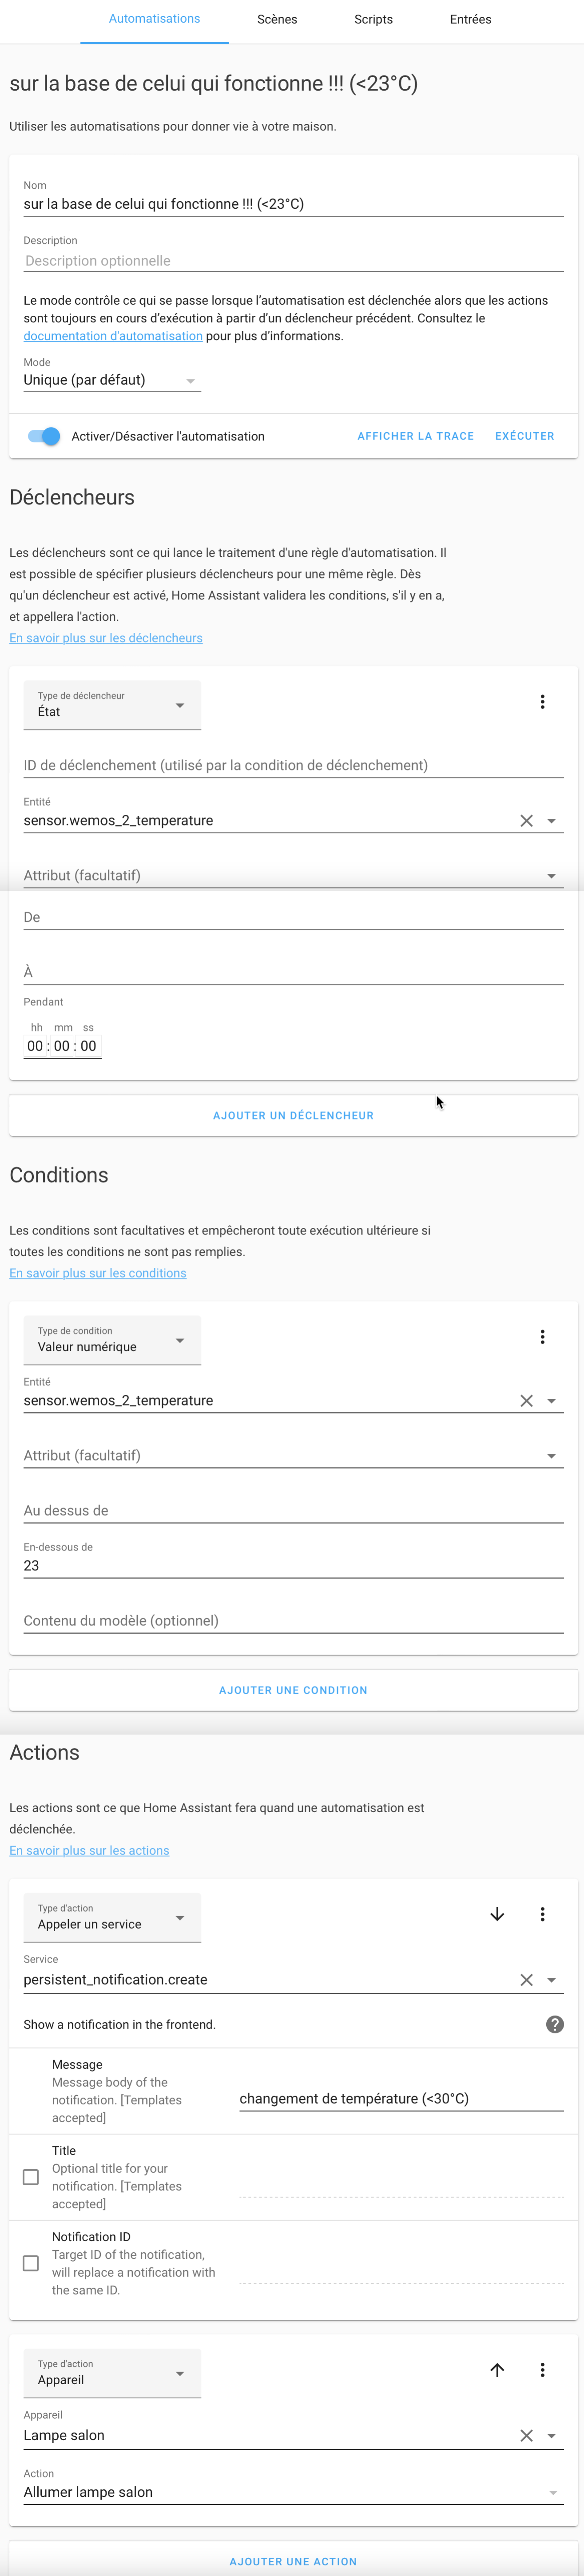 Automatisations
Scènes
Scripts
Entrées
sur la base de celui qui fonctionne !!! (<23°C)
Utiliser les automatisations pour donner vie à votre maison.
Nom
sur la base de celui qui fonctionne !!! (<23°C)
Description
Description optionnelle
Le mode contrôle ce qui se passe lorsque l’automatisation est déclenchée alors que les actions
sont toujours en cours d’exécution à partir d’un déclencheur précédent. Consultez le
documentation d'automatisation pour plus d’informations.
Mode
Unique (par défaut)
Activer/Désactiver l'automatisation
AFFICHER LA TRACE
EXÉCUTER
Déclencheurs
Les déclencheurs sont ce qui lance le traitement d'une règle d'automatisation. Il
est possible de spécifier plusieurs déclencheurs pour une même règle. Dès
qu'un déclencheur est activé, Home Assistant validera les conditions, s'il y en a,
et appellera l'action.
En savoir plus sur les déclencheurs
Type de déclencheur
État
ID de déclenchement (utilisé par la condition de déclenchement)
Entité
sensor.wemos_2_temperature
Attribut (facultatif)
De
À
Pendant
hh mm ss
00 : 00 : 00
AJOUTER UN DÉCLENCHEUR
Conditions
Les conditions sont facultatives et empêcheront toute exécution ultérieure si
toutes les conditions ne sont pas remplies.
En savoir plus sur les conditions
Type de condition
Valeur numérique
Entité
sensor.wemos_2_temperature
Attribut (facultatif)
Au dessus de
En-dessous de
23
Contenu du modèle (optionnel)
AJOUTER UNE CONDITION
Actions
Les actions sont ce que Home Assistant fera quand une automatisation est
déclenchée.
En savoir plus sur les actions
Type d'action
Appeler un service
Service
persistent_notification.create
Show a notification in the frontend.
Message
Message body of the
notification. [Templates
accepted]
changement de température (<30°C)
Title
Optional title for your
notification. [Templates
accepted]
Notification ID
Target ID of the notification,
will replace a notification with
the same ID.
Type d'action
Appareil
Appareil
Lampe salon
Action
Allumer lampe salon
AJOUTER UNE ACTION